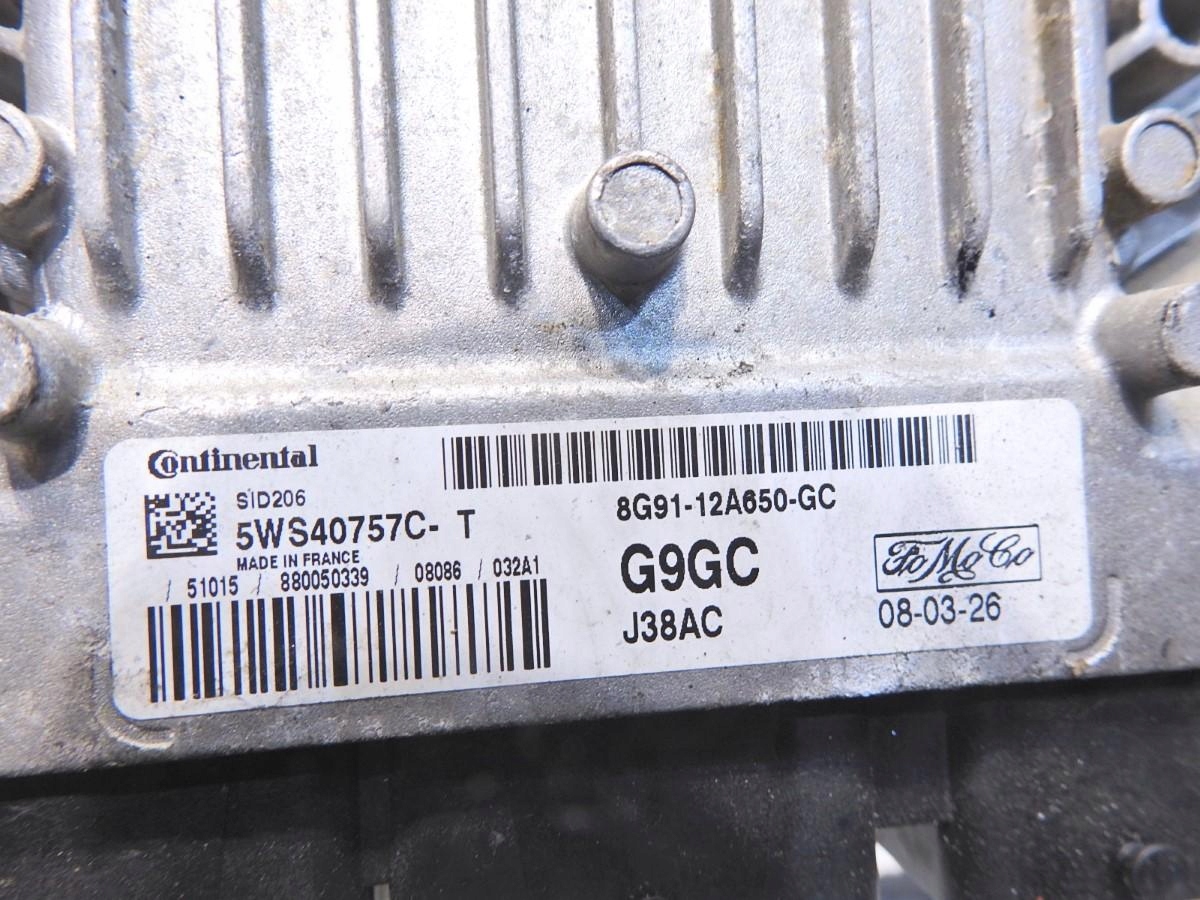 Continental
SID206
5WS40757C- T
MADE IN FRANCE
/ 51015 / 880050339 / 08086 / 032A1
8G91-12A650-GC
G9GC
J38AC
FoMoCo
08-03-26